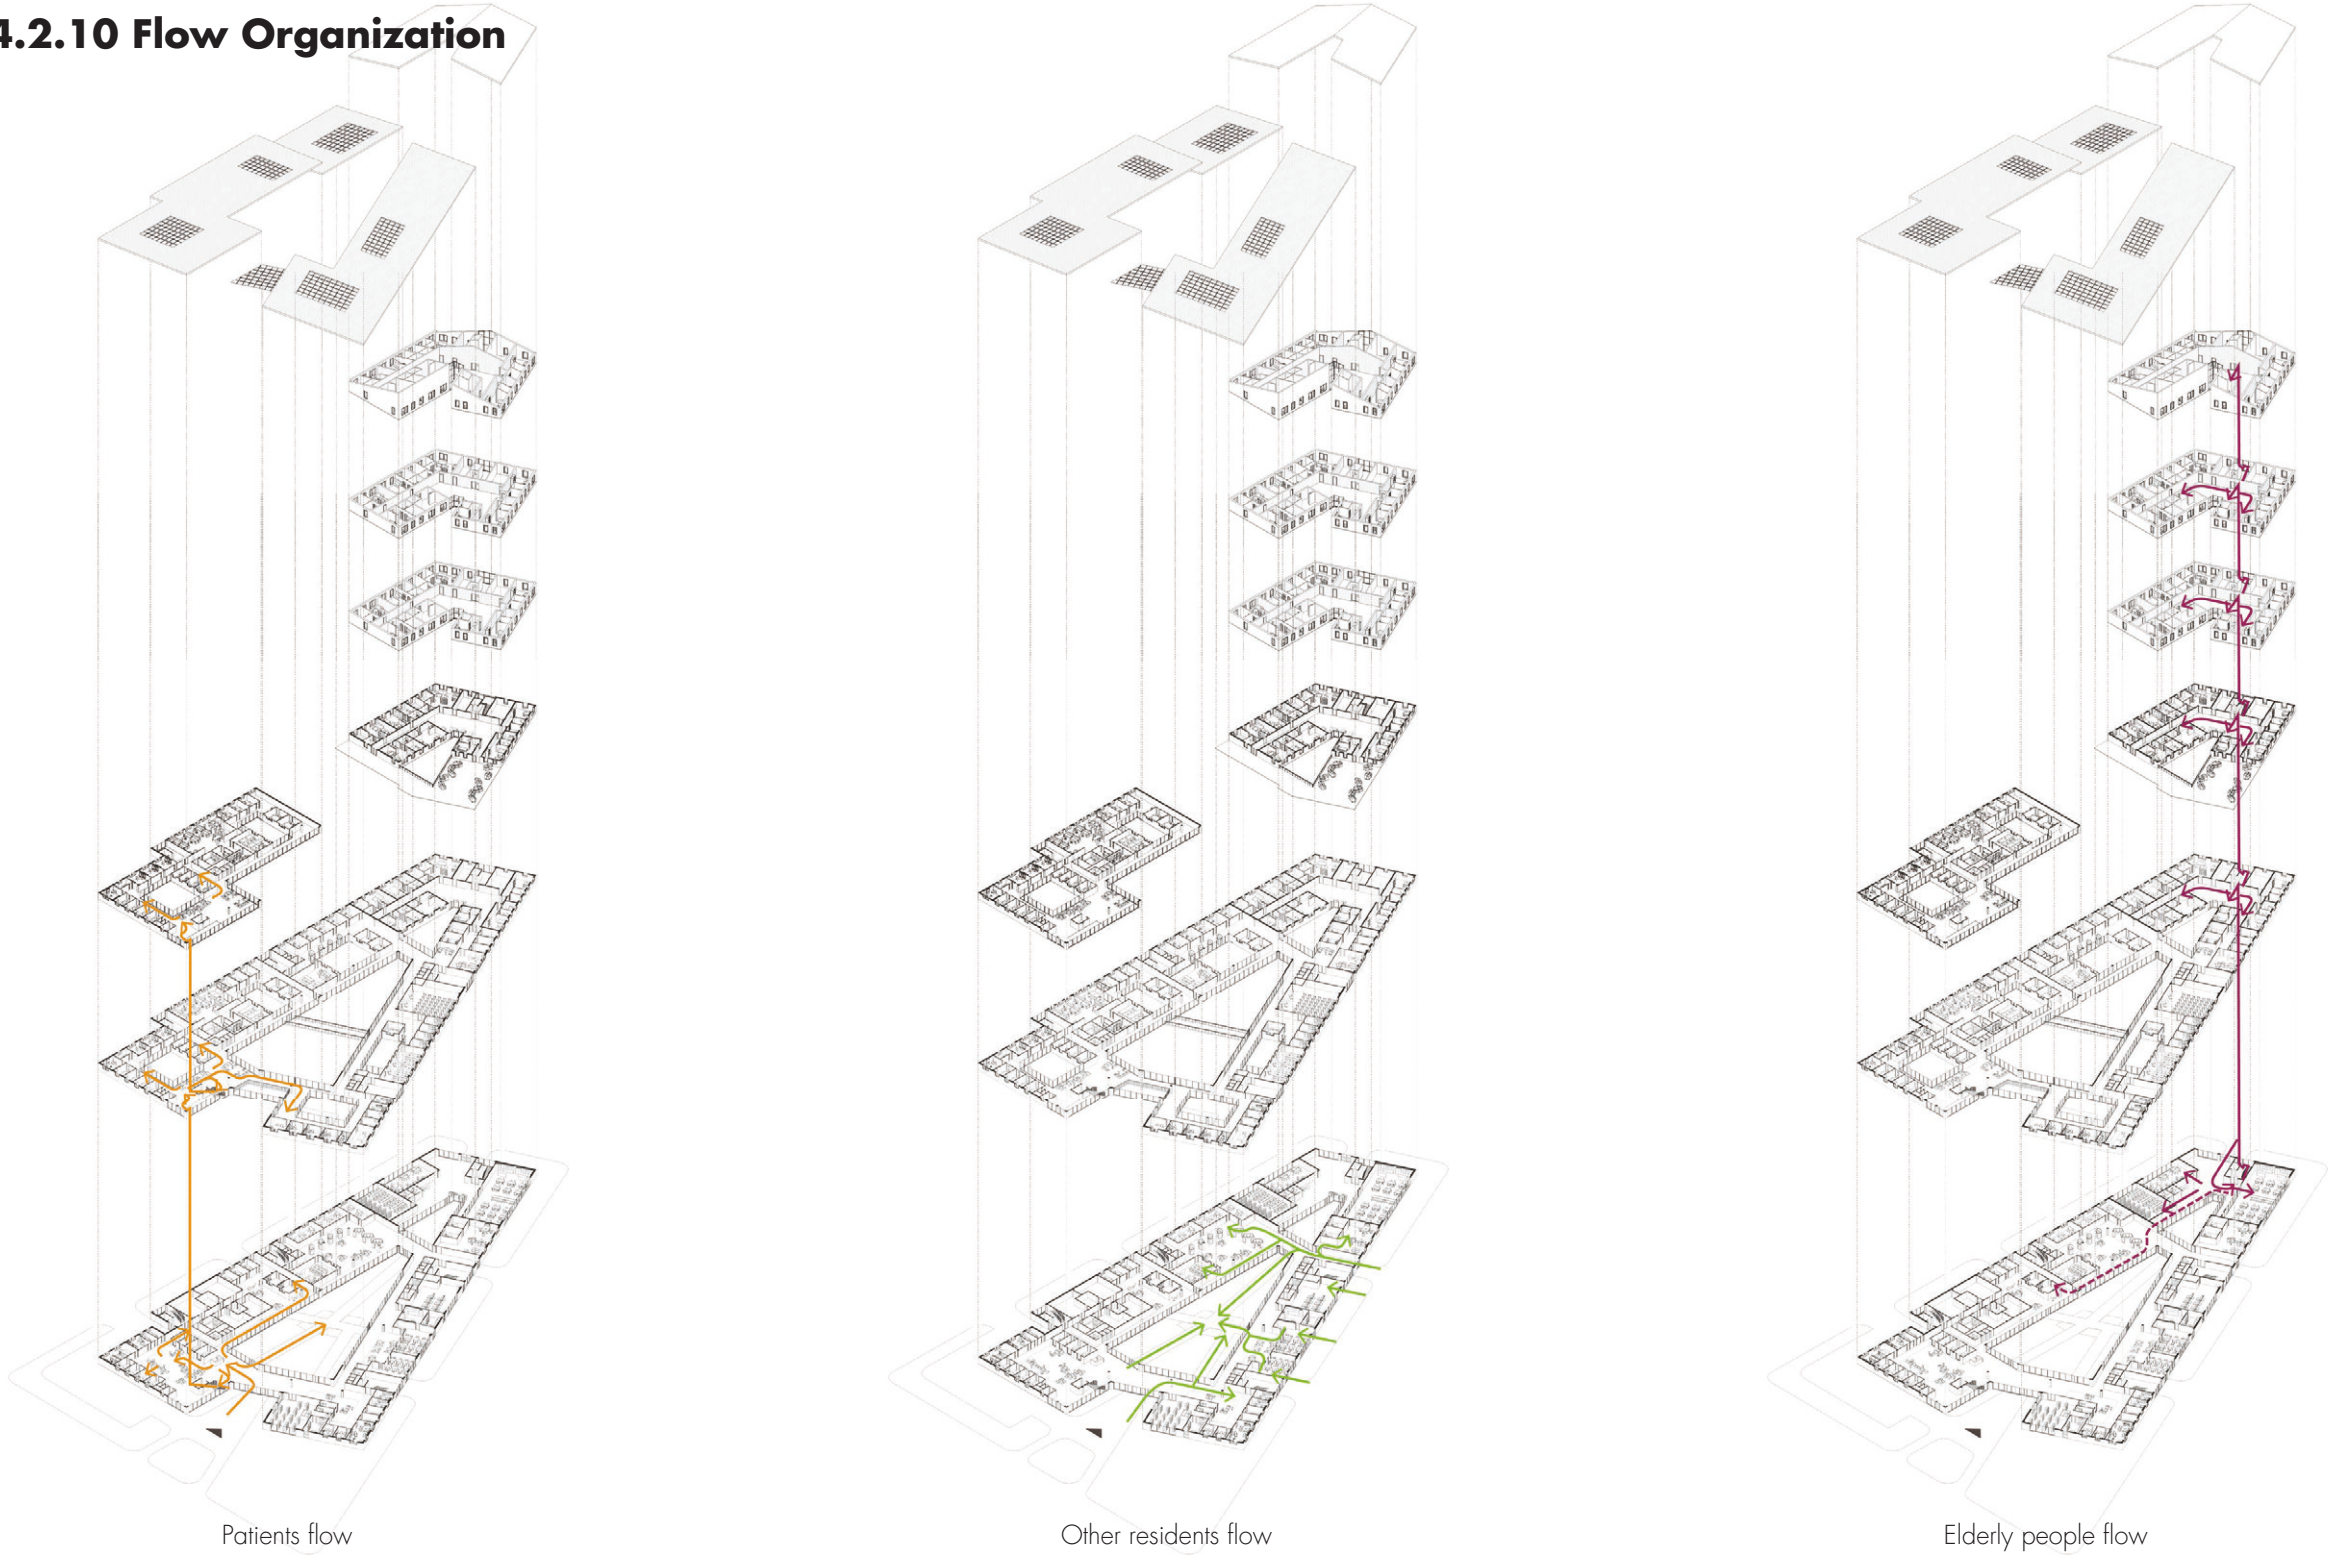 4.2.10 Flow Organization
Patients flow
Other residents flow
Elderly people flow